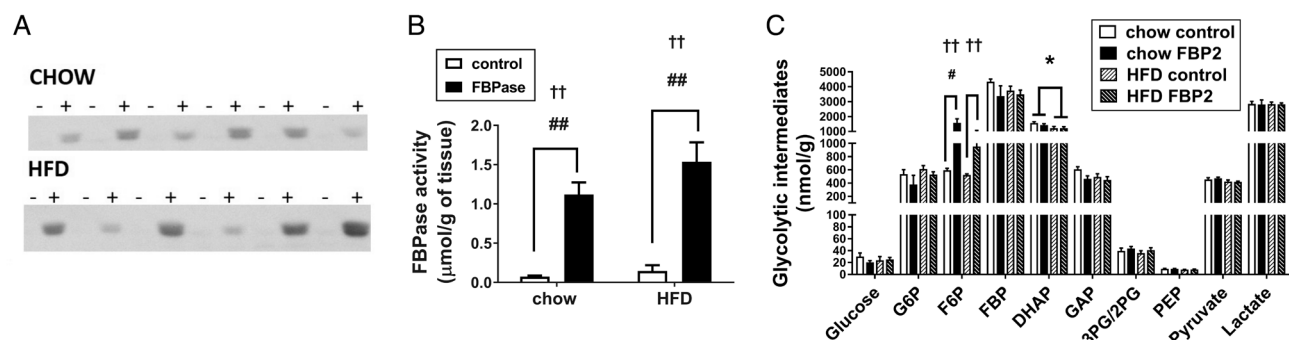 A
CHOW
- + - + - + - + - + - +
HFD
- + - + - + - + - + - +
B
control
FBPase
††
##
††
##
FBPase activity
(μmol/g of tissue)
2.0
1.5
1.0
0.5
0.0
chow
HFD
C
chow control
chow FBP2
HFD control
HFD FBP2
†† ††
#
*
Glycolytic intermediates
(nmol/g)
5000
4000
3000
2000
1000
1000
800
600
400
200
100
80
60
40
20
0
Glucose
G6P
F6P
FBP
DHAP
GAP
3PG/2PG
PEP
Pyruvate
Lactate